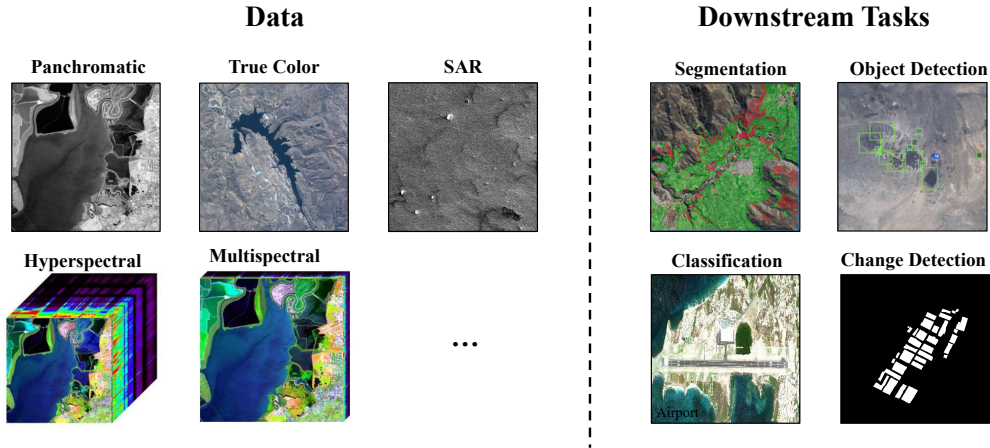 Data
Downstream Tasks
Panchromatic
True Color
SAR
Segmentation
Object Detection
Hyperspectral
Multispectral
...
Classification
Change Detection
Airport